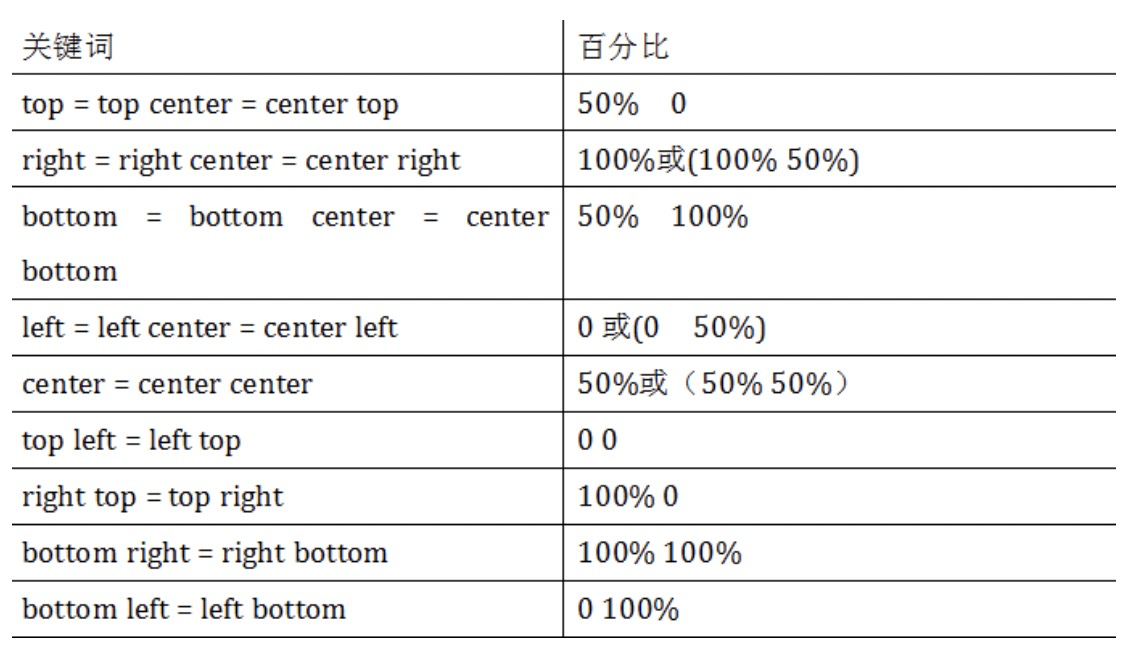 关键词 百分比
top = top center = center top 50% 0
right = right center = center right 100%或(100% 50%)
bottom = bottom center = center 50% 100%
bottom
left = left center = center left 0 或(0 50%)
center = center center 50%或（50% 50%）
top left = left top 0 0
right top = top right 100% 0
bottom right = right bottom 100% 100%
bottom left = left bottom 0 100%